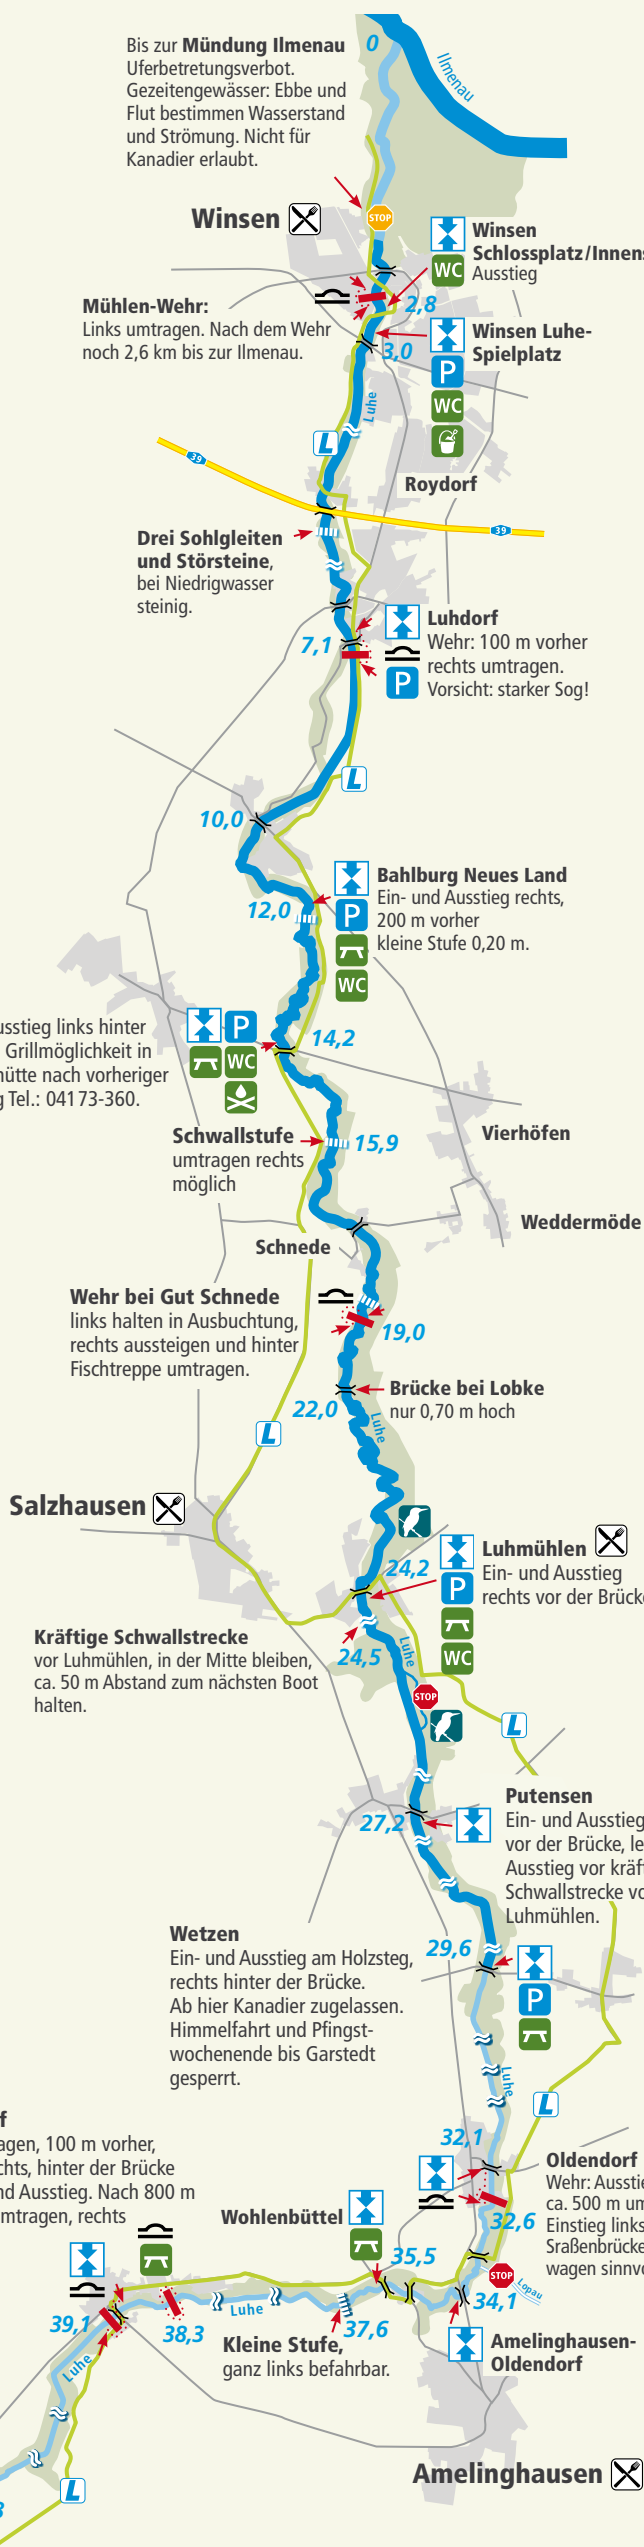 Bis zur Mündung Ilmenau
Uferbetretungsverbot.
Gezeitengewässer: Ebbe und
Flut bestimmen Wasserstand
und Strömung. Nicht für
Kanadier erlaubt.
0
Ilmenau
Winsen
STOP
Winsen
Schlossplatz/Innens
WC
Ausstieg
2,8
Mühlen-Wehr:
Links umtragen. Nach dem Wehr
noch 2,6 km bis zur Ilmenau.
Winsen Luhe-
Spielplatz
3,0
P
WC
Luhe
L
39
Roydorf
39
Drei Sohlgleiten
und Störsteine,
bei Niedrigwasser
steinig.
7,1
Luhdorf
Wehr: 100 m vorher
rechts umtragen.
Vorsicht: starker Sog!
P
L
10,0
Bahlburg Neues Land
Ein- und Ausstieg rechts,
200 m vorher
kleine Stufe 0,20 m.
12,0
P
WC
usstieg links hinter
Grillmöglichkeit in
hütte nach vorheriger
g Tel.: 04173-360.
P
WC
14,2
Schwallstufe
umtragen rechts
möglich
15,9
Vierhöfen
Weddermöde
Schnede
Wehr bei Gut Schnede
links halten in Ausbuchtung,
rechts aussteigen und hinter
Fischtreppe umtragen.
19,0
Brücke bei Lobke
nur 0,70 m hoch
22,0
Luhe
L
Salzhausen
24,2
Luhmühlen
Ein- und Ausstieg
rechts vor der Brücke
P
WC
Kräftige Schwallstrecke
vor Luhmühlen, in der Mitte bleiben,
ca. 50 m Abstand zum nächsten Boot
halten.
24,5
Luhe
STOP
L
Putensen
Ein- und Ausstieg
vor der Brücke, le
Ausstieg vor kräft
Schwallstrecke vo
Luhmühlen.
27,2
Wetzen
Ein- und Ausstieg am Holzsteg,
rechts hinter der Brücke.
Ab hier Kanadier zugelassen.
Himmelfahrt und Pfingst-
wochenende bis Garstedt
gesperrt.
29,6
P
Luhe
L
32,1
Oldendorf
Wehr: Ausstie
ca. 500 m um
Einstieg links
Sraßenbrücke
wagen sinnvo
32,6
f
agen, 100 m vorher,
chts, hinter der Brücke
nd Ausstieg. Nach 800 m
mtragen, rechts
Wohlenbüttel
35,5
STOP
Lopau
34,1
39,1
38,3
Luhe
37,6
Kleine Stufe,
ganz links befahrbar.
Amelinghausen-
Oldendorf
Luhe
Amelinghausen
L